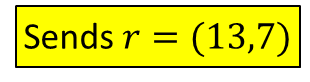 Sends r = (13,7)